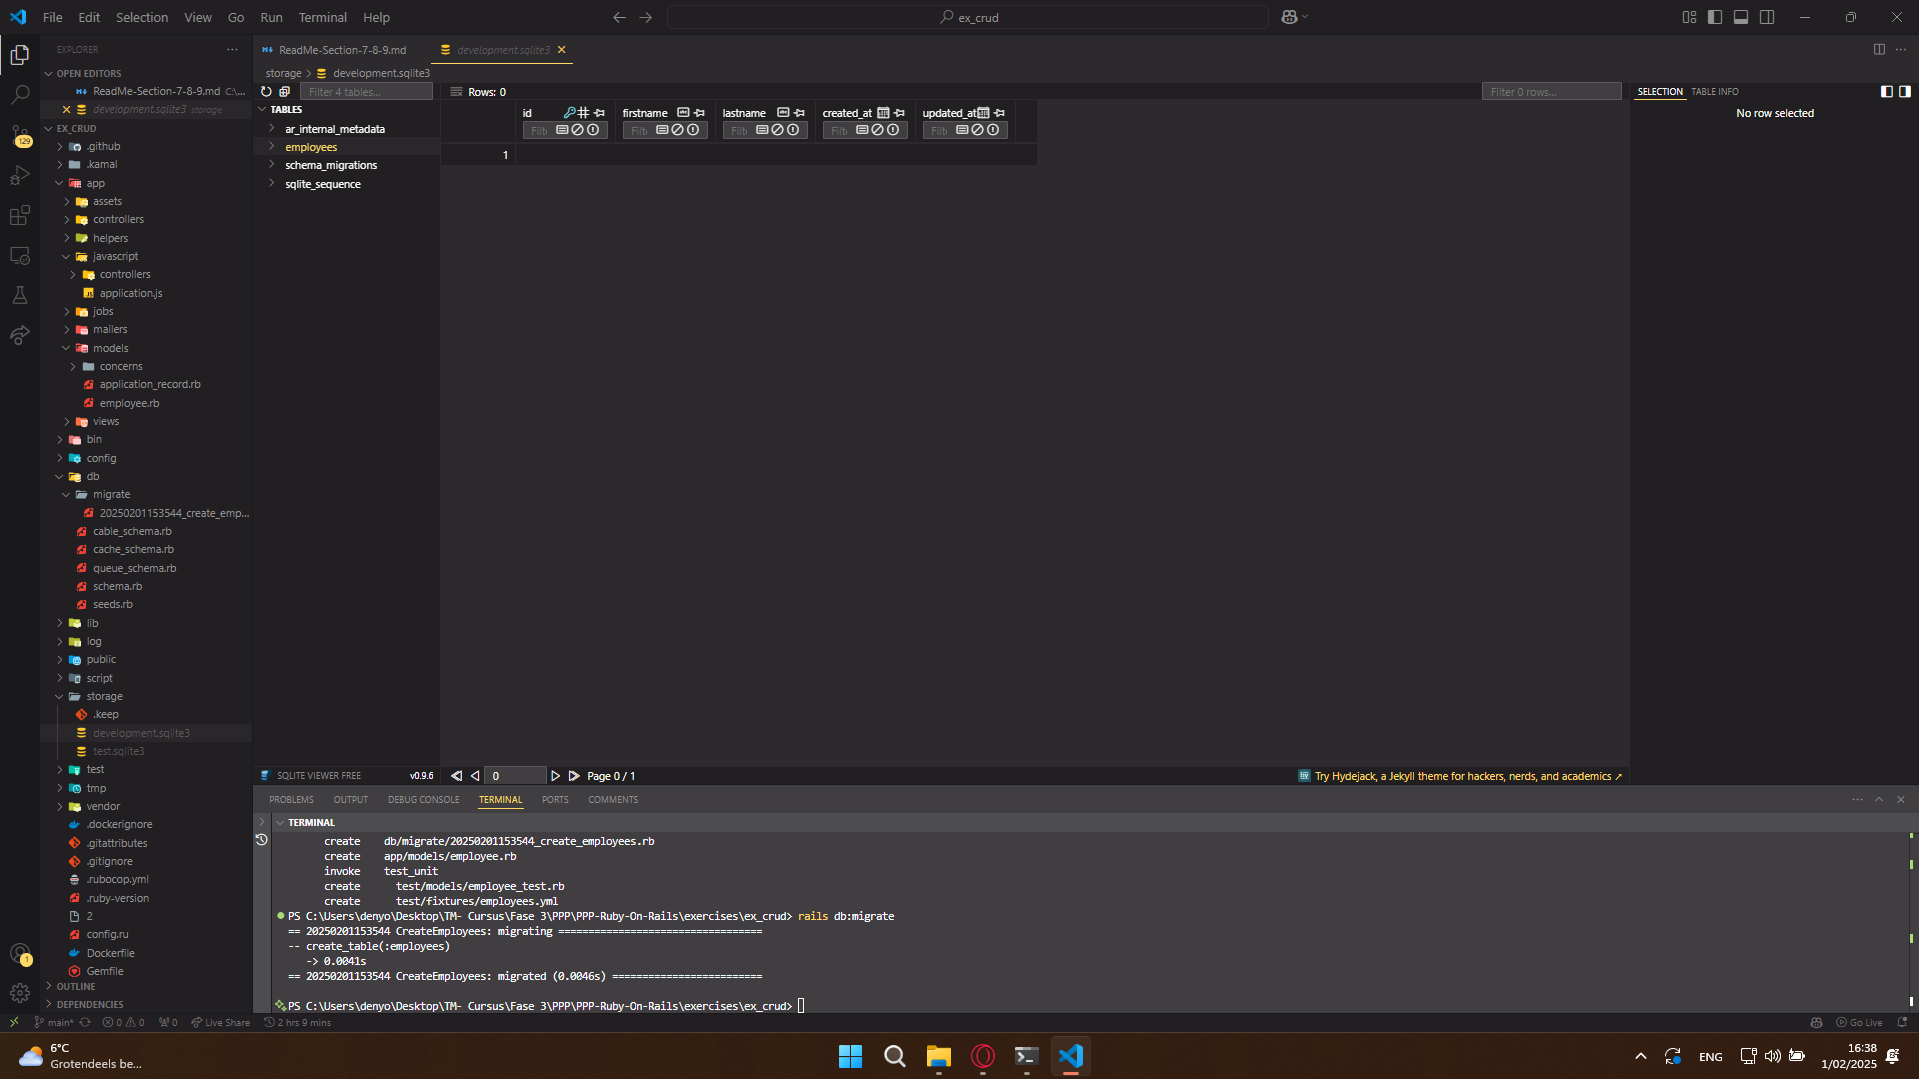 File Edit Selection View Go Run Terminal Help
ex_crud
EXPLORER
OPEN EDITORS
ReadMe-Section-7-8-9.md C:\...
development.sqlite3 storage
EX_CRUD
.github
.kamal
app
assets
controllers
helpers
javascript
controllers
application.js
jobs
mailers
models
concerns
application_record.rb
employee.rb
views
bin
config
db
migrate
20250201153544_create_emp...
cable_schema.rb
cache_schema.rb
queue_schema.rb
schema.rb
seeds.rb
lib
log
public
script
storage
.keep
development.sqlite3
test.sqlite3
test
tmp
vendor
.dockerignore
.gitattributes
.gitignore
.rubocop.yml
.ruby-version
2
config.ru
Dockerfile
Gemfile
OUTLINE
DEPENDENCIES
129
1
ReadMe-Section-7-8-9.md
development.sqlite3
storage > development.sqlite3
Filter 4 tables...
Rows: 0
Filter 0 rows...
SELECTION TABLE INFO
No row selected
TABLES
ar_internal_metadata
employees
schema_migrations
sqlite_sequence
id firstname lastname created_at updated_at
Filt Filt Filt Filt Filt
1
SQLITE VIEWER FREE v0.9.6
0 Page 0 / 1
Try Hydejack, a Jekyll theme for hackers, nerds, and academics ↗
PROBLEMS OUTPUT DEBUG CONSOLE TERMINAL PORTS COMMENTS
TERMINAL
create db/migrate/20250201153544_create_employees.rb
create app/models/employee.rb
invoke test_unit
create test/models/employee_test.rb
create test/fixtures/employees.yml
PS C:\Users\denyo\Desktop\TM- Cursus\Fase 3\PPP\PPP-Ruby-On-Rails\exercises\ex_crud> rails db:migrate
== 20250201153544 CreateEmployees: migrating ==================================
-- create_table(:employees)
-> 0.0041s
== 20250201153544 CreateEmployees: migrated (0.0046s) =========================
PS C:\Users\denyo\Desktop\TM- Cursus\Fase 3\PPP\PPP-Ruby-On-Rails\exercises\ex_crud>
main* 0 0 0 Live Share 2 hrs 9 mins
Go Live
6°C
Grotendeels be...
ENG
16:38
1/02/2025